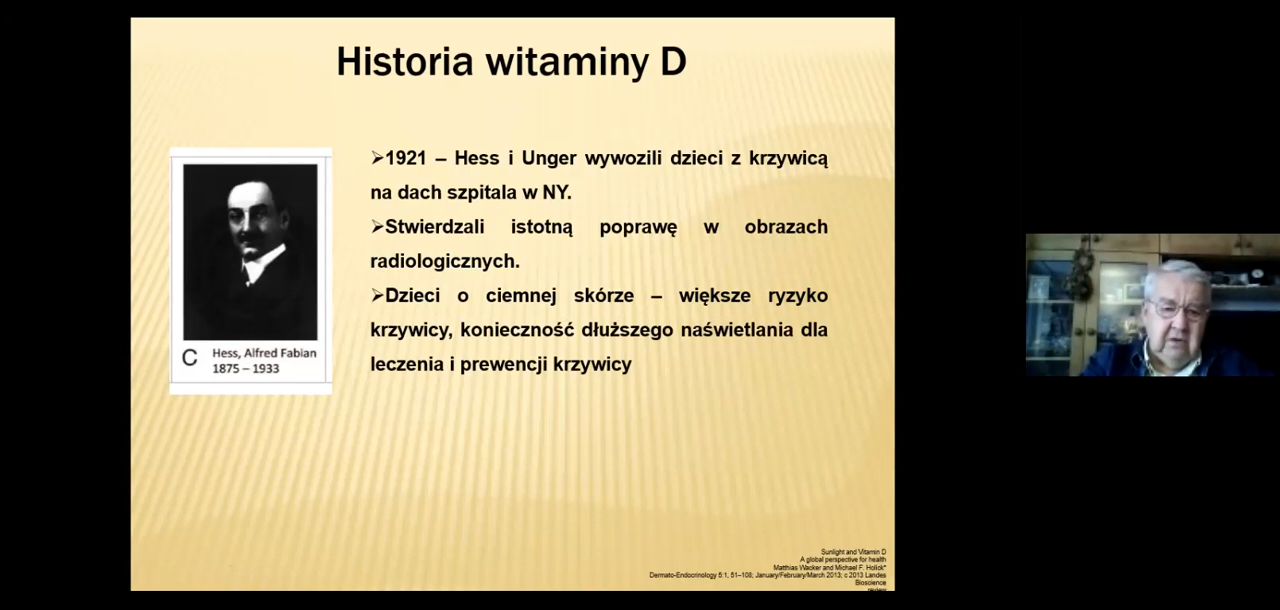 Historia witaminy D
➢1921 – Hess i Unger wywozili dzieci z krzywicą
na dach szpitala w NY.
➢Stwierdzali istotną poprawę w obrazach
radiologicznych.
➢Dzieci o ciemnej skórze – większe ryzyko
krzywicy, konieczność dłuższego naświetlania dla
leczenia i prewencji krzywicy
C Hess, Alfred Fabian
1875 – 1933
Sunlight and Vitamin D
A global perspective for health
Matthias Wacker and Michael F. Holick*
Dermato-Endocrinology 5:1, 51–108; January/February/March 2013; c 2013 Landes
Bioscience
review